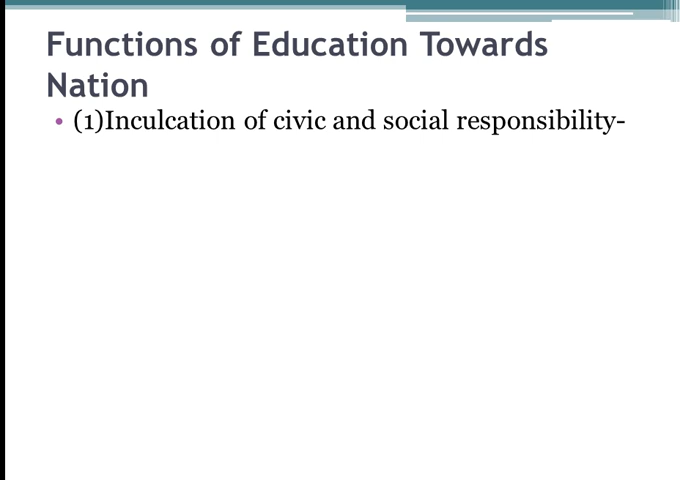 Functions of Education Towards
Nation
• (1)Inculcation of civic and social responsibility-